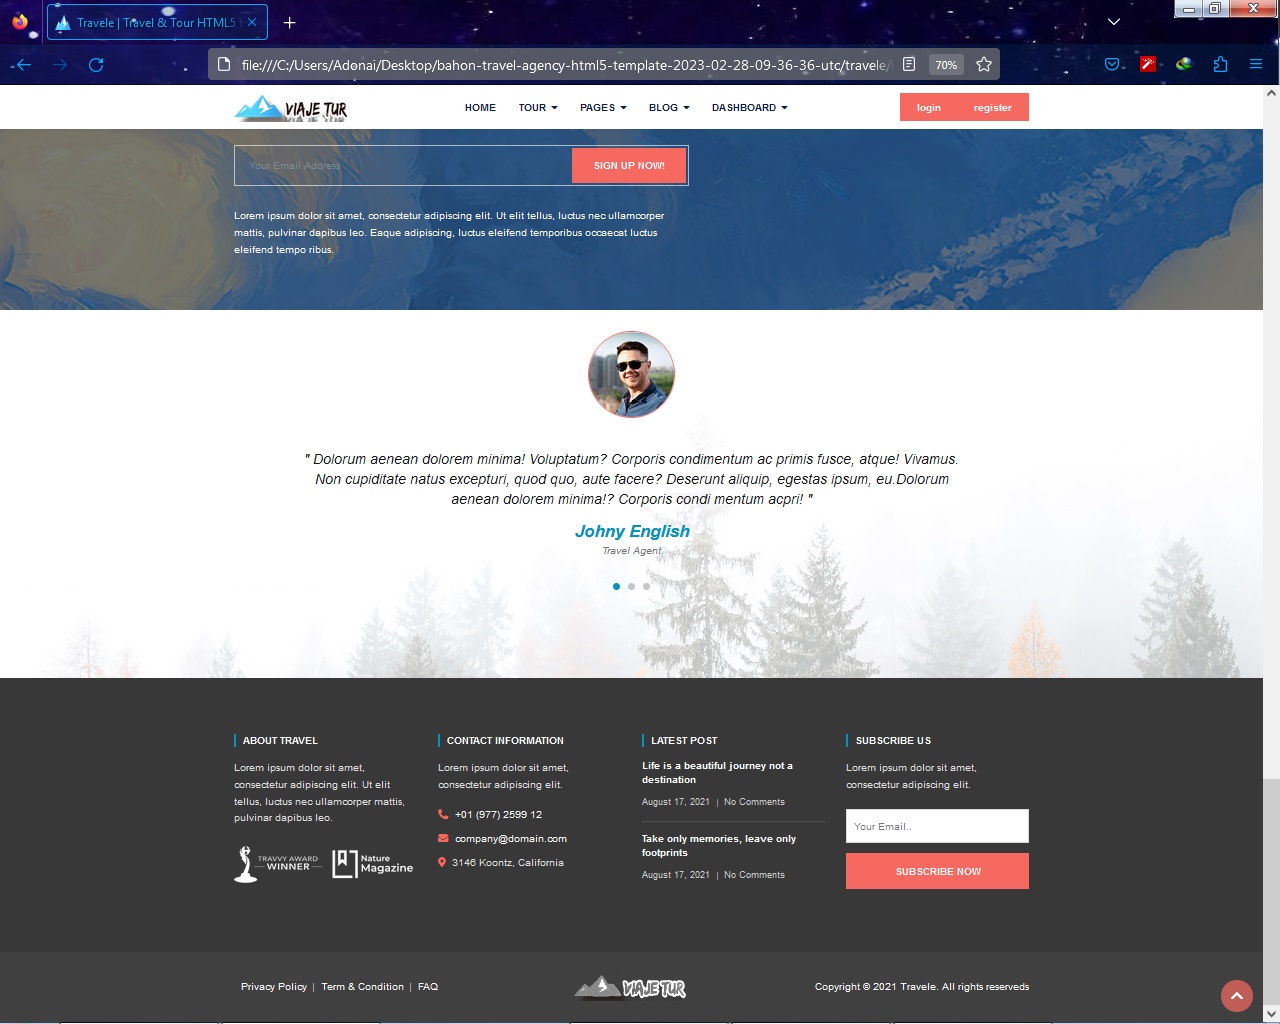 Travele | Travel & Tour HTML5
file:///C:/Users/Adonai/Desktop/bahon-travel-agency-html5-template-2023-02-28-09-36-36-utc/travele/
70%
VIAJE TUR
HOME TOUR PAGES BLOG DASHBOARD
login register
Your Email Address
SIGN UP NOW!
Lorem ipsum dolor sit amet, consectetur adipiscing elit. Ut elit tellus, luctus nec ullamcorper
mattis, pulvinar dapibus leo. Eaque adipiscing, luctus eleifend temporibus occaecat luctus
eleifend tempo ribus.
" Dolorum aenean dolorem minima! Voluptatum? Corporis condimentum ac primis fusce, atque! Vivamus.
Non cupiditate natus excepturi, quod quo, aute facere? Deserunt aliquip, egestas ipsum, eu.Dolorum
aenean dolorem minima!? Corporis condi mentum acpri! "
Johny English
Travel Agent
ABOUT TRAVEL
Lorem ipsum dolor sit amet,
consectetur adipiscing elit. Ut elit
tellus, luctus nec ullamcorper mattis,
pulvinar dapibus leo.
TRAVVY AWARD
WINNER
Nature
Magazine
CONTACT INFORMATION
Lorem ipsum dolor sit amet,
consectetur adipiscing elit.
+01 (977) 2599 12
company@domain.com
3146 Koontz, California
LATEST POST
Life is a beautiful journey not a
destination
August 17, 2021 | No Comments
Take only memories, leave only
footprints
August 17, 2021 | No Comments
SUBSCRIBE US
Lorem ipsum dolor sit amet,
consectetur adipiscing elit.
Your Email..
SUBSCRIBE NOW
Privacy Policy | Term & Condition | FAQ
VIAJE TUR
Copyright © 2021 Travele. All rights reserveds